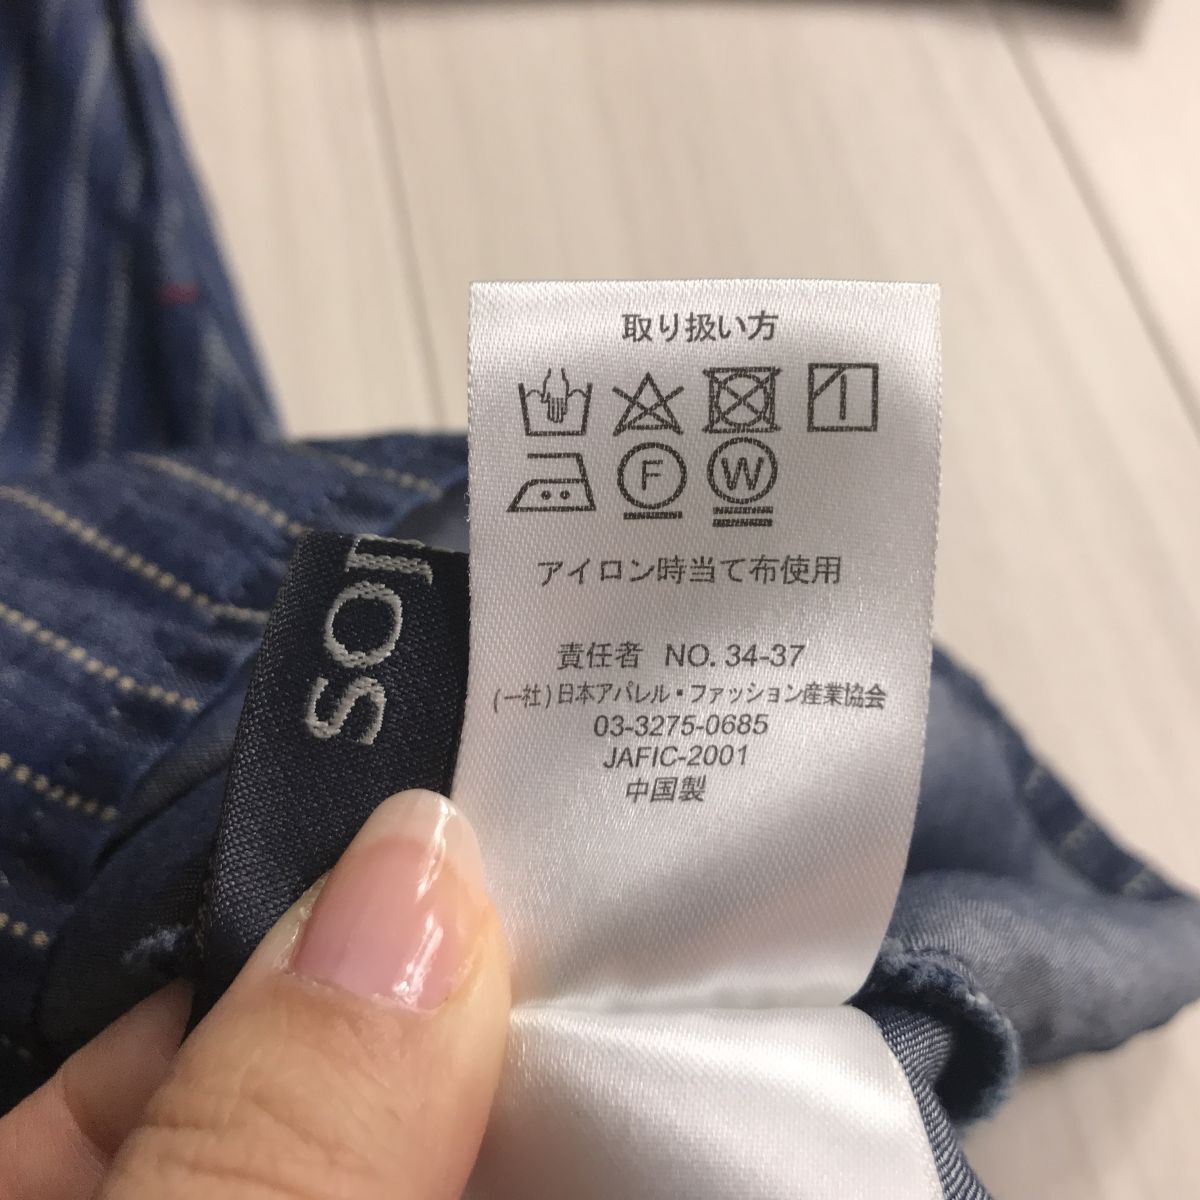 取り扱い方
F W
アイロン時当て布使用
責任者 NO. 34-37
(一社)日本アパレル・ファッション産業協会
03-3275-0685
JAFIC-2001
中国製